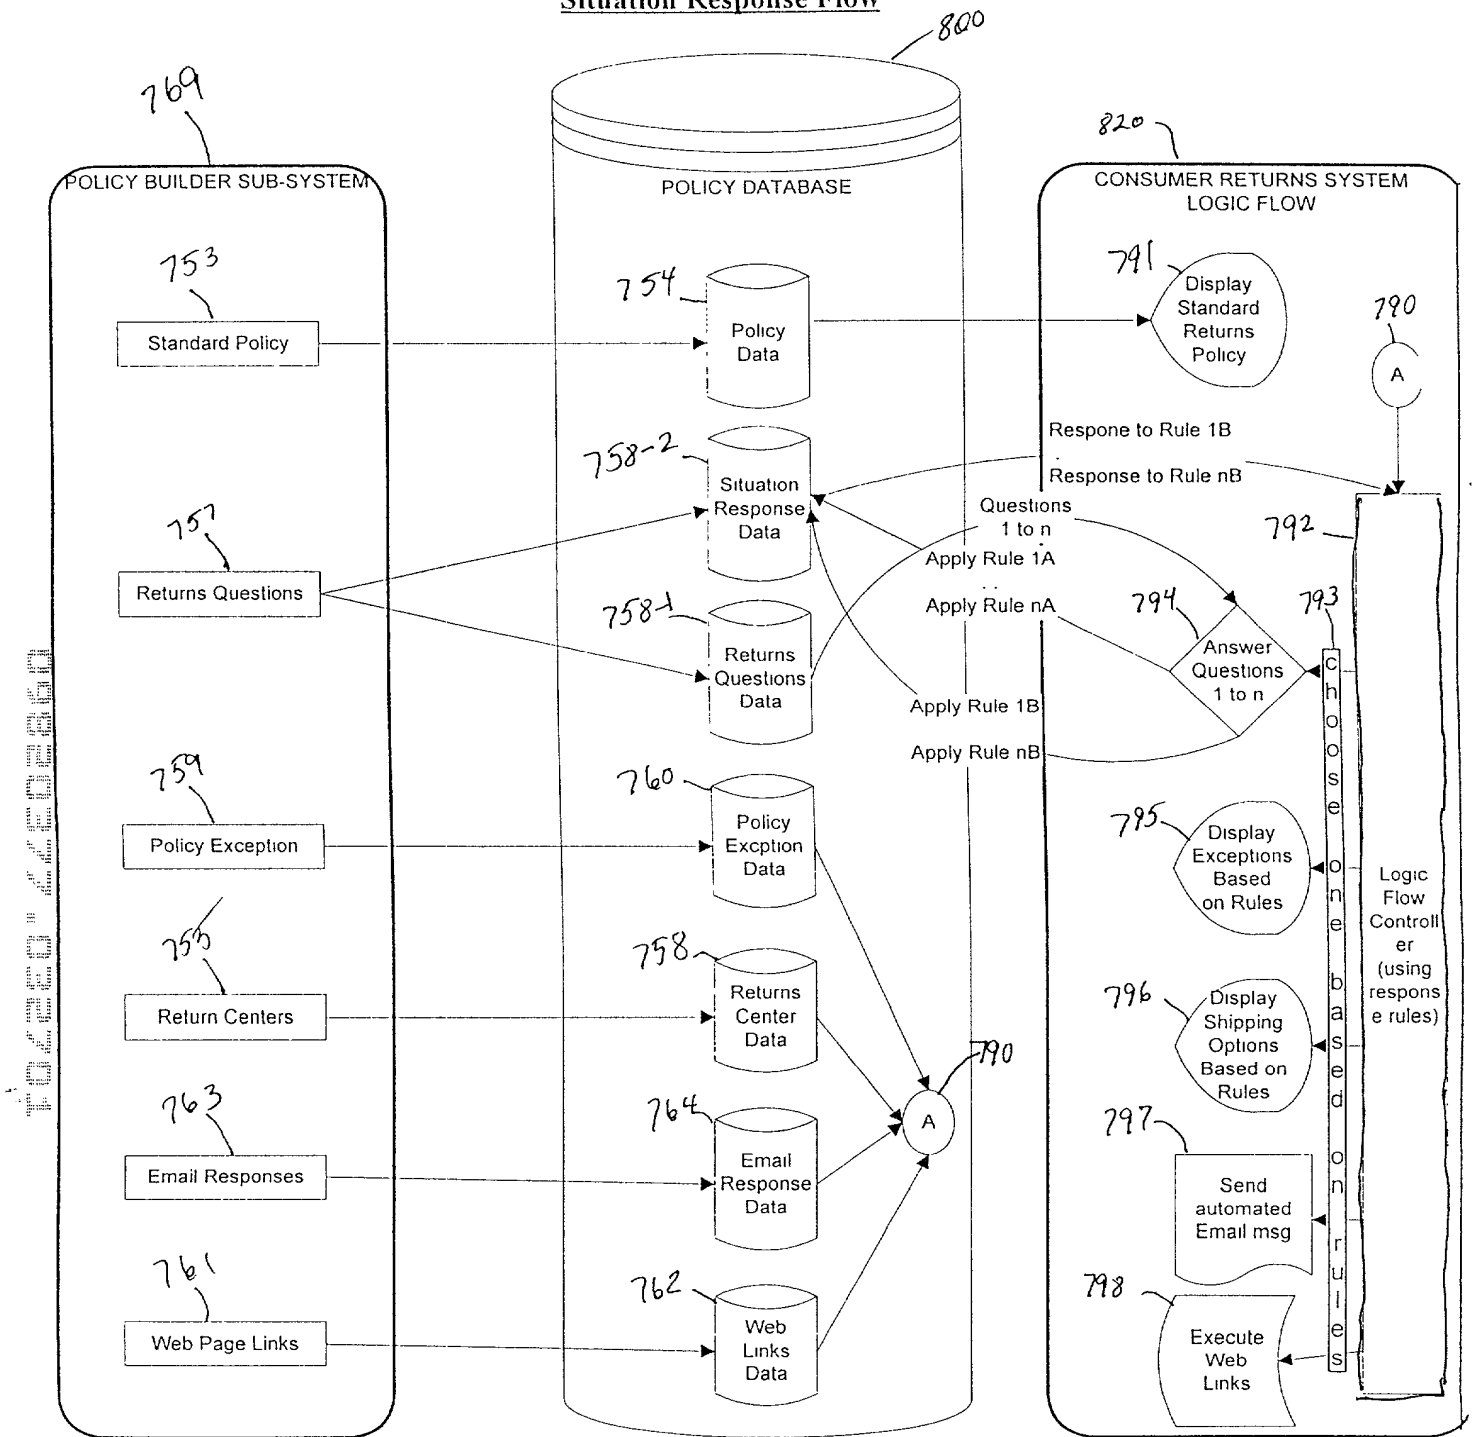 Situation Response Flow
800
769
820
POLICY BUILDER SUB-SYSTEM
POLICY DATABASE
CONSUMER RETURNS SYSTEM
LOGIC FLOW
753
Standard Policy
754
Policy
Data
791
Display
Standard
Returns
Policy
790
A
Respone to Rule 1B
Response to Rule nB
757
Returns Questions
758-2
Situation
Response
Data
Questions
1 to n
Apply Rule 1A
Apply Rule nA
792
793
794
Answer
Questions
1 to n
758-1
Returns
Questions
Data
Apply Rule 1B
Apply Rule nB
choose one based on rules
Logic
Flow
Controll
er
(using
respons
e rules)
759
Policy Exception
760
Policy
Excption
Data
795
Display
Exceptions
Based
on Rules
Return Centers
758
Returns
Center
Data
790
A
796
Display
Shipping
Options
Based on
Rules
763
Email Responses
764
Email
Response
Data
797
Send
automated
Email msg
761
Web Page Links
762
Web
Links
Data
798
Execute
Web
Links